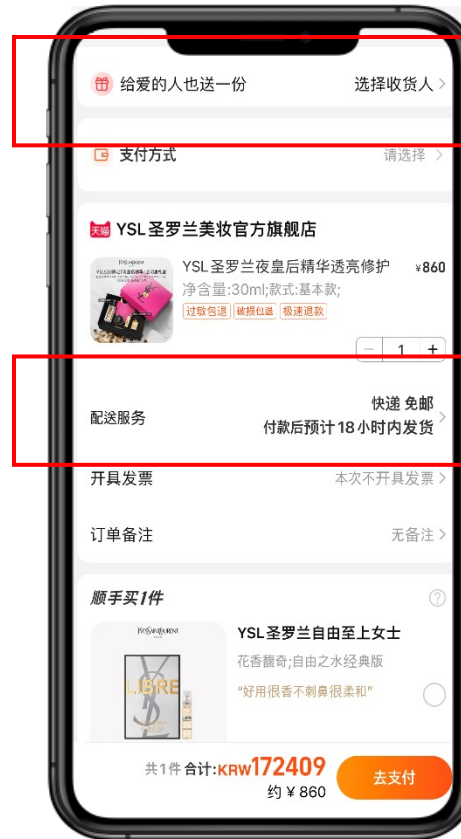 给爱的人也送一份 选择收货人 >
支付方式 请选择 >
天猫 YSL圣罗兰美妆官方旗舰店
YSL圣罗兰夜皇后精华透亮修护 ¥860
净含量:30ml;款式:基本款;
过敏包退 破损包退 极速退款
− 1 +
配送服务 快递 免邮 >
付款后预计18小时内发货
开具发票 本次不开具发票 >
订单备注 无备注 >
顺手买1件 ?
YVES SAINT LAURENT
YSL圣罗兰自由至上女士
花香馥奇;自由之水经典版
“好用很香不刺鼻很柔和”
LIBRE
共1件 合计:KRW172409
约 ¥ 860
去支付